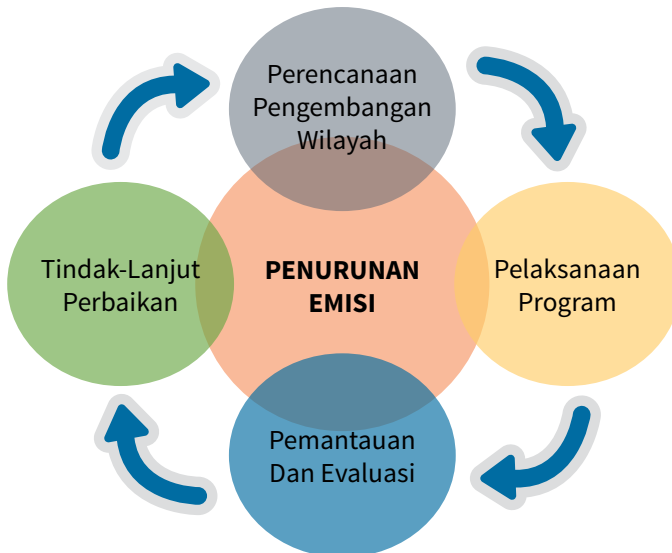 Perencanaan
Pengembangan
Wilayah
Tindak-Lanjut
Perbaikan
PENURUNAN
EMISI
Pelaksanaan
Program
Pemantauan
Dan Evaluasi